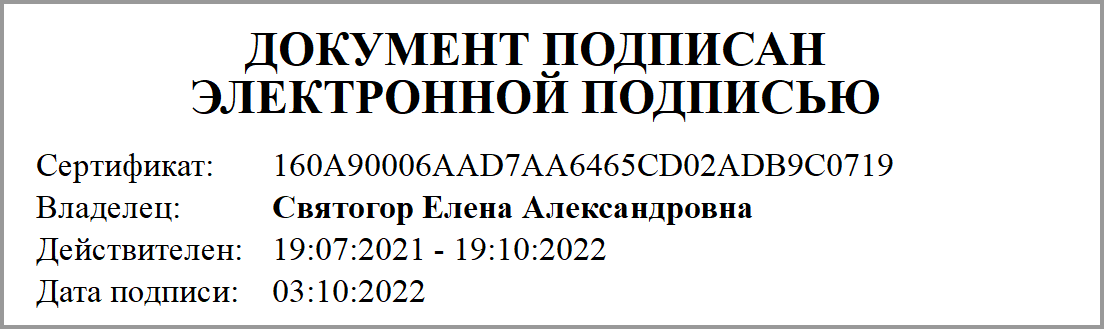 ДОКУМЕНТ ПОДПИСАН
ЭЛЕКТРОННОЙ ПОДПИСЬЮ
Сертификат: 160A90006AAD7AA6465CD02ADB9C0719
Владелец: Святогор Елена Александровна
Действителен: 19:07:2021 - 19:10:2022
Дата подписи: 03:10:2022